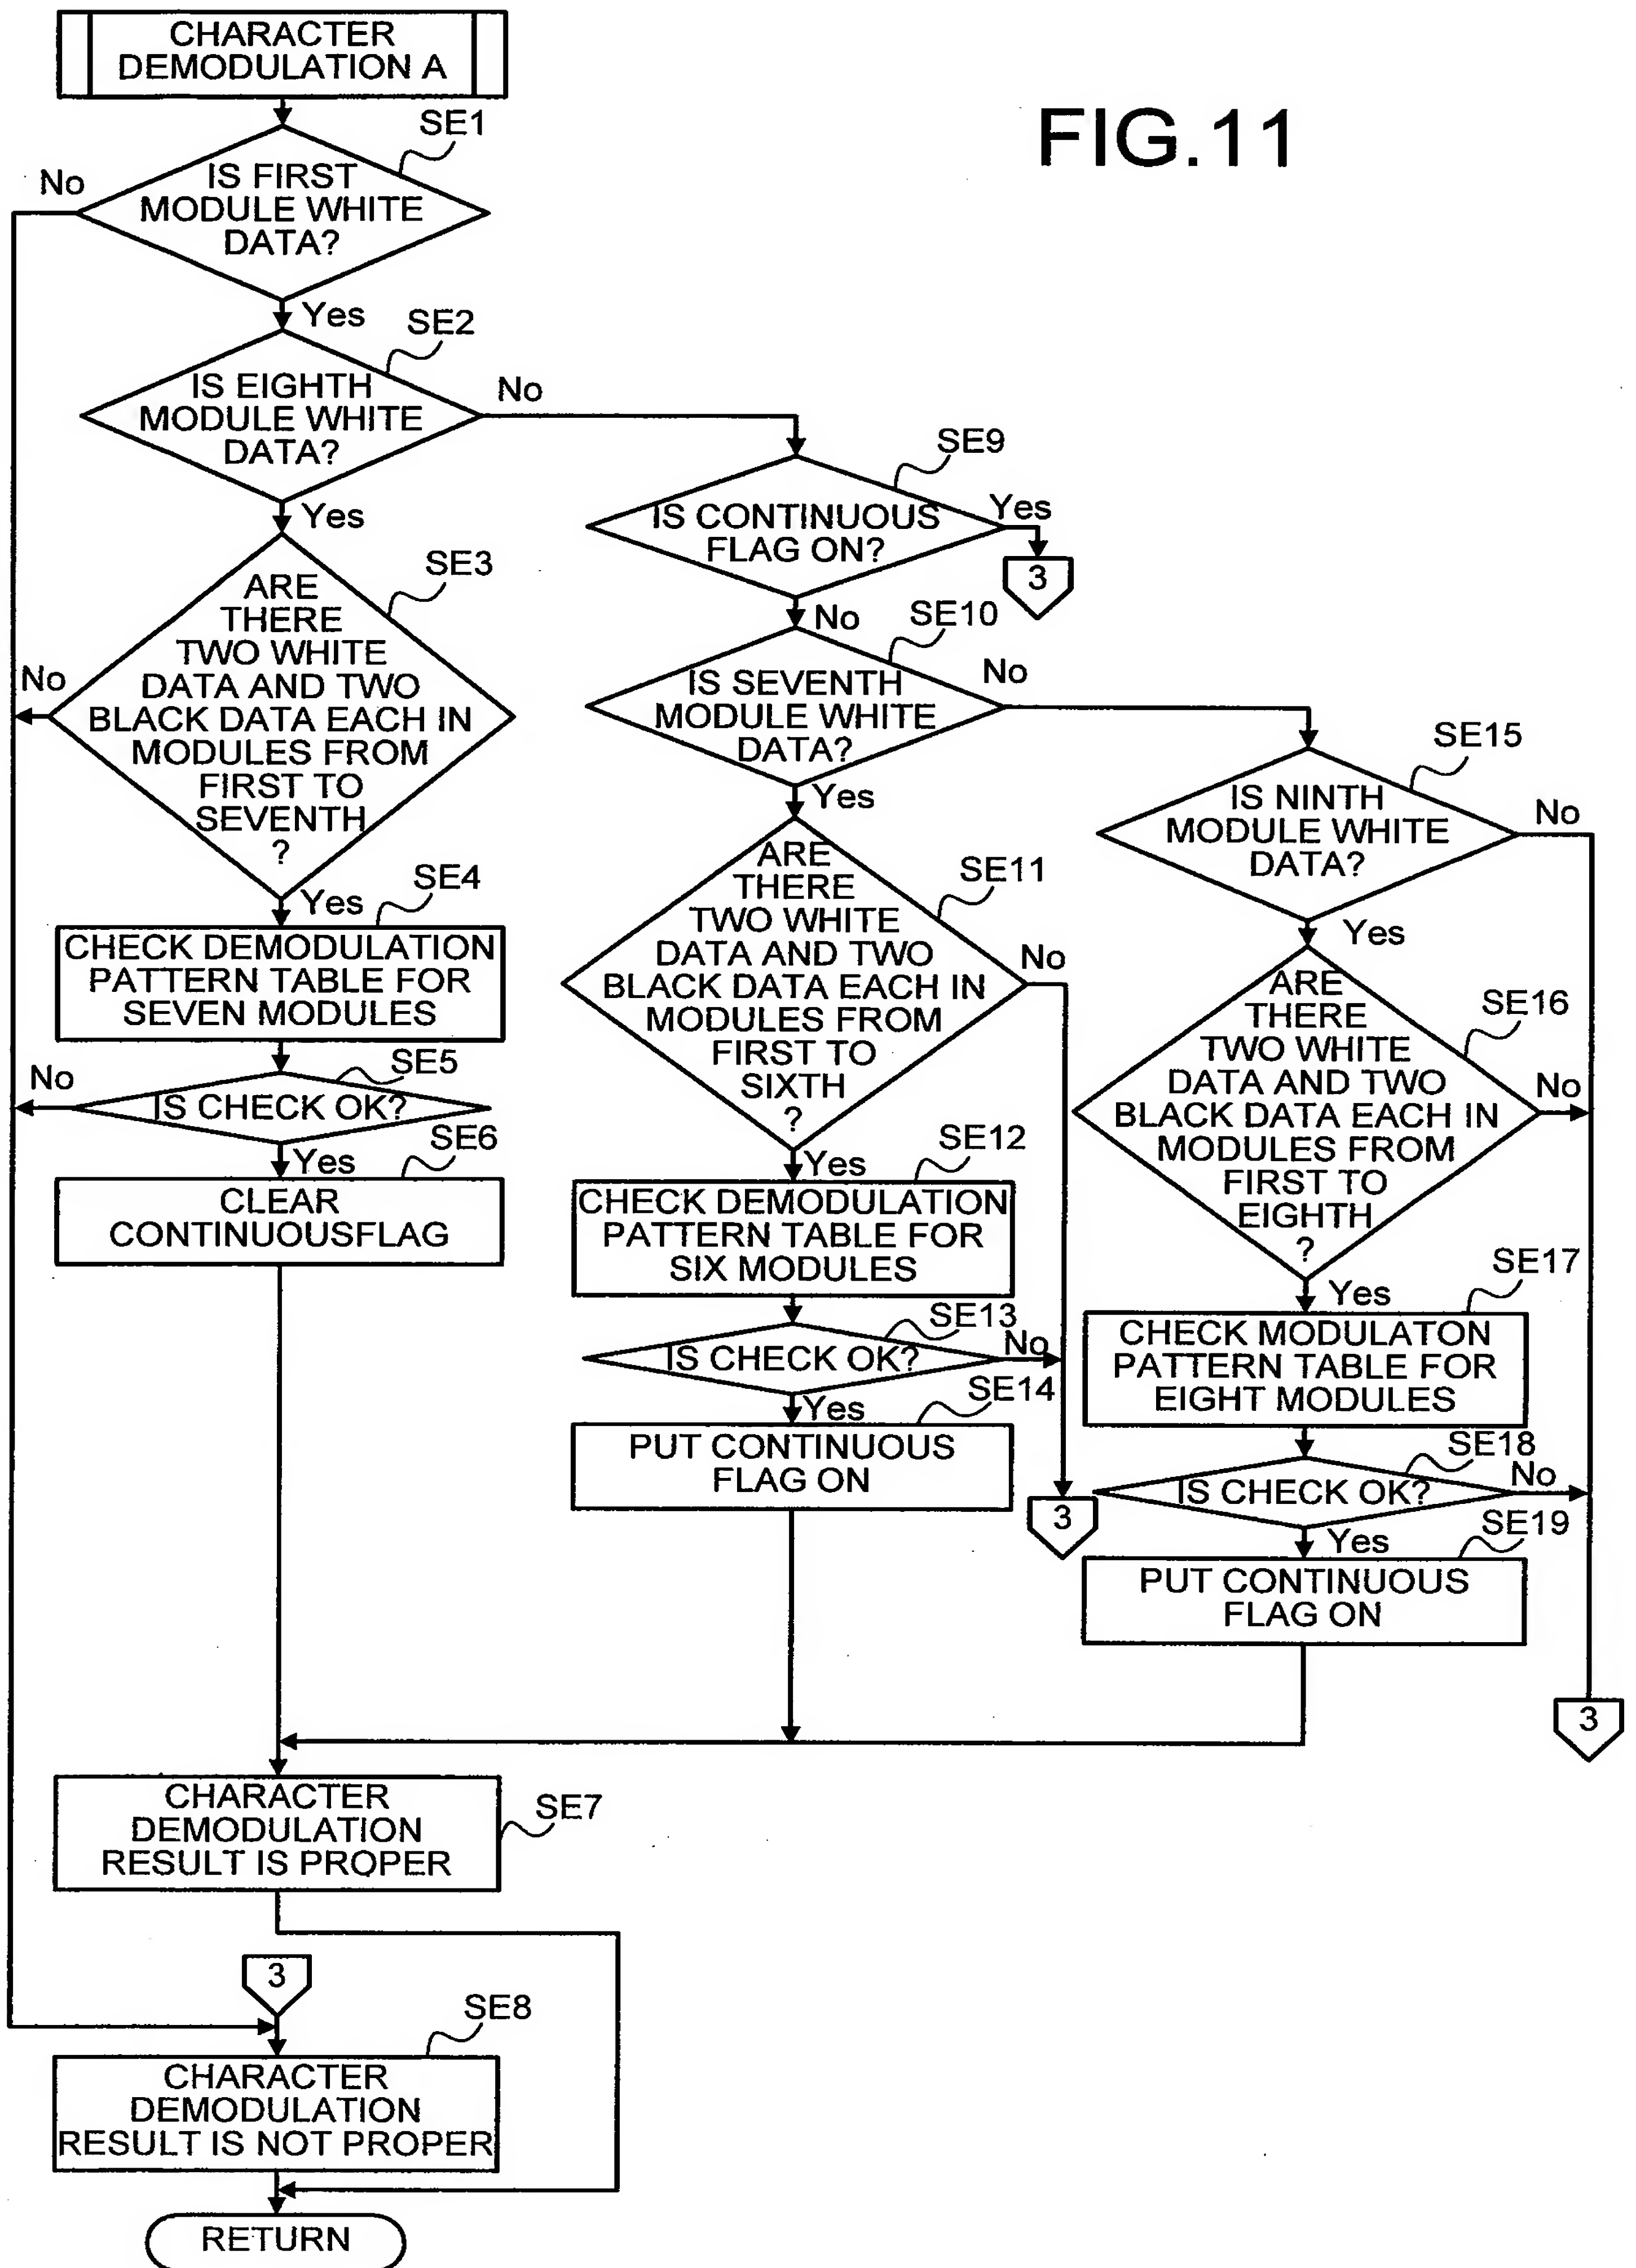 CHARACTER
DEMODULATION A
FIG.11
SE1
No
IS FIRST
MODULE WHITE
DATA?
Yes
SE2
IS EIGHTH
MODULE WHITE
DATA?
No
Yes
SE3
ARE
THERE
TWO WHITE
DATA AND TWO
BLACK DATA EACH IN
MODULES FROM
FIRST TO
SEVENTH
?
No
Yes
SE4
CHECK DEMODULATION
PATTERN TABLE FOR
SEVEN MODULES
SE5
No
IS CHECK OK?
Yes
SE6
CLEAR
CONTINUOUSFLAG
SE9
IS CONTINUOUS
FLAG ON?
Yes
3
No
SE10
IS SEVENTH
MODULE WHITE
DATA?
No
Yes
SE11
ARE
THERE
TWO WHITE
DATA AND TWO
BLACK DATA EACH IN
MODULES FROM
FIRST TO
SIXTH
?
No
Yes
SE12
CHECK DEMODULATION
PATTERN TABLE FOR
SIX MODULES
SE13
IS CHECK OK?
No
Yes
SE14
PUT CONTINUOUS
FLAG ON
3
SE15
IS NINTH
MODULE WHITE
DATA?
No
Yes
SE16
ARE
THERE
TWO WHITE
DATA AND TWO
BLACK DATA EACH IN
MODULES FROM
FIRST TO
EIGHTH
?
No
Yes
SE17
CHECK MODULATON
PATTERN TABLE FOR
EIGHT MODULES
SE18
IS CHECK OK?
No
Yes
SE19
PUT CONTINUOUS
FLAG ON
3
CHARACTER
DEMODULATION
RESULT IS PROPER
SE7
3
SE8
CHARACTER
DEMODULATION
RESULT IS NOT PROPER
RETURN